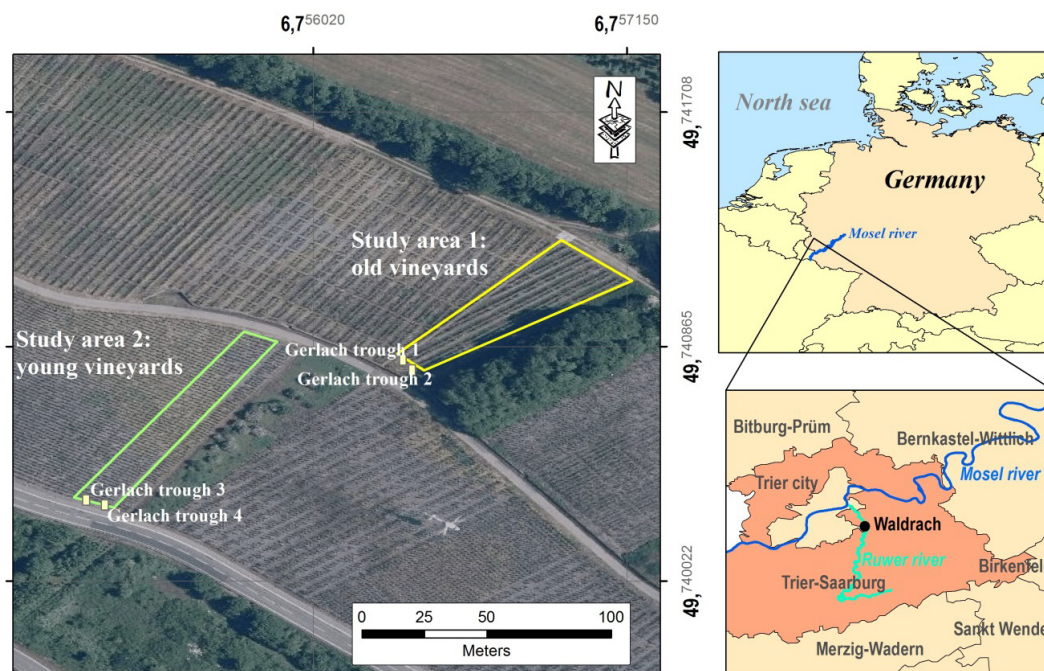 6,756020
6,757150
49,741708
49,740865
49,740022
N
Study area 1:
old vineyards
Study area 2:
young vineyards
Gerlach trough 1
Gerlach trough 2
Gerlach trough 3
Gerlach trough 4
0 25 50 100
Meters
North sea
Germany
Mosel river
Bitburg-Prüm
Bernkastel-Wittlich
Mosel river
Trier city
Waldrach
Ruwer river
Birkenfel
Trier-Saarburg
Sankt Wende
Merzig-Wadern